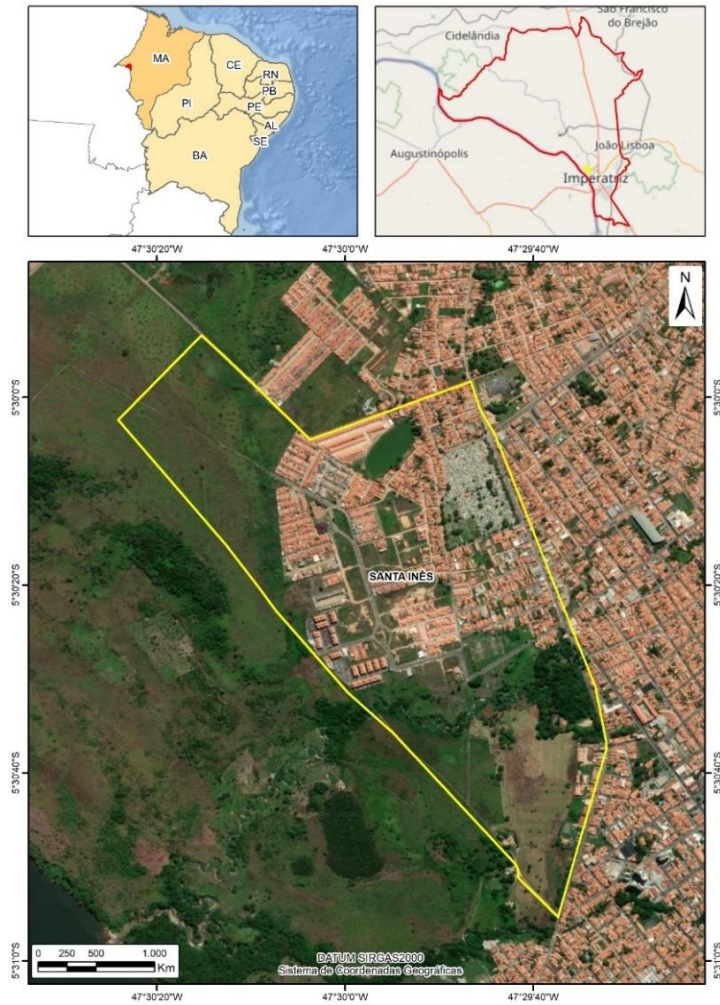 MA
CE
RN
PB
PI
PE
AL
SE
BA
São Francisco
do Brejão
Cidelândia
Augustinópolis
João Lisboa
Imperatriz
47°30'20"W 47°30'0"W 47°29'40"W
N
5°30'0"S 5°30'0"S
5°30'20"S 5°30'20"S
SANTA INÊS
5°30'40"S 5°30'40"S
5°31'0"S 5°31'0"S
0 250 500 1.000
Km
DATUM SIRGAS2000
Sistema de Coordenadas Geográficas
47°30'20"W 47°30'0"W 47°29'40"W